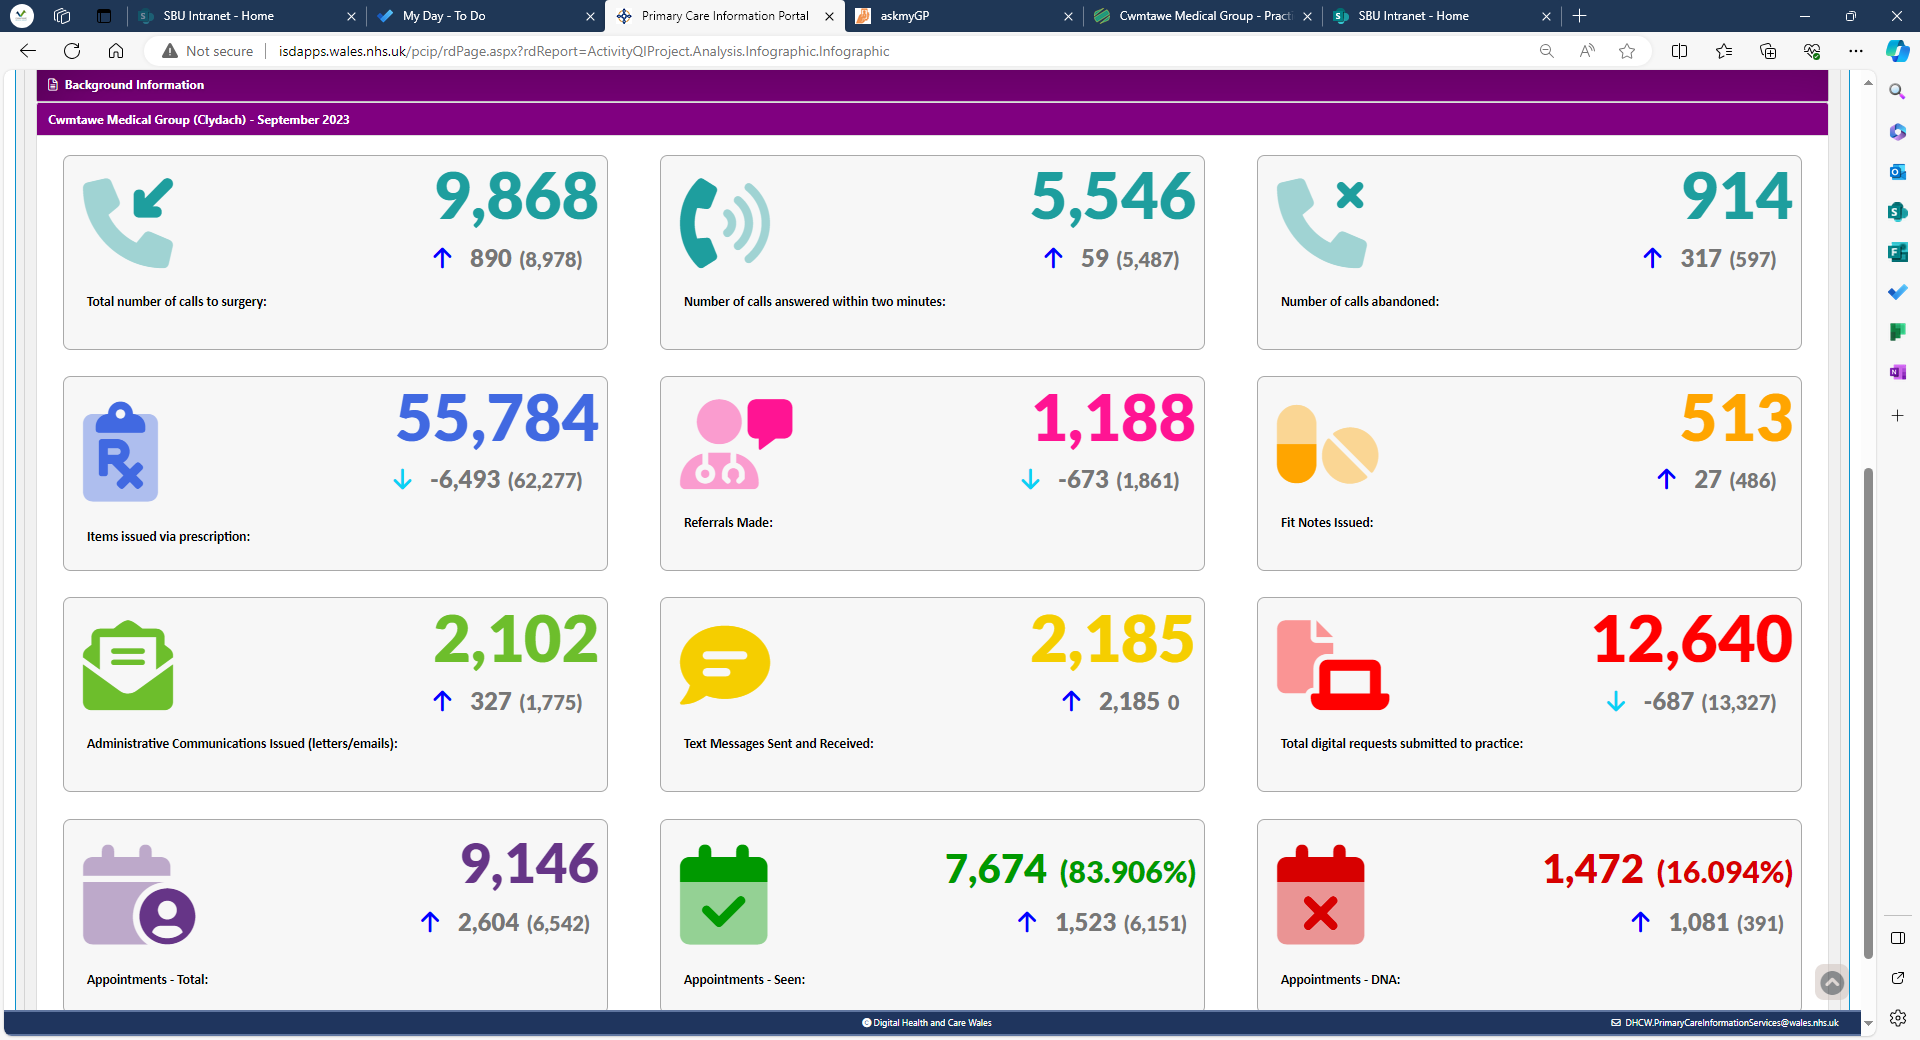 SBU Intranet - Home
My Day - To Do
Primary Care Information Portal
askmyGP
Cwmtawe Medical Group - Pract
SBU Intranet - Home
Not secure
isdapps.wales.nhs.uk/pcip/rdPage.aspx?rdReport=ActivityQIProject.Analysis.Infographic.Infographic
Background Information
Cwmtawe Medical Group (Clydach) - September 2023
9,868
890 (8,978)
Total number of calls to surgery:
5,546
59 (5,487)
Number of calls answered within two minutes:
914
317 (597)
Number of calls abandoned:
Rx
55,784
-6,493 (62,277)
Items issued via prescription:
1,188
-673 (1,861)
Referrals Made:
513
27 (486)
Fit Notes Issued:
2,102
327 (1,775)
Administrative Communications Issued (letters/emails):
2,185
2,185 0
Text Messages Sent and Received:
12,640
-687 (13,327)
Total digital requests submitted to practice:
9,146
2,604 (6,542)
Appointments - Total:
7,674 (83.906%)
1,523 (6,151)
Appointments - Seen:
1,472 (16.094%)
1,081 (391)
Appointments - DNA:
© Digital Health and Care Wales
DHCW.PrimaryCareInformationServices@wales.nhs.uk